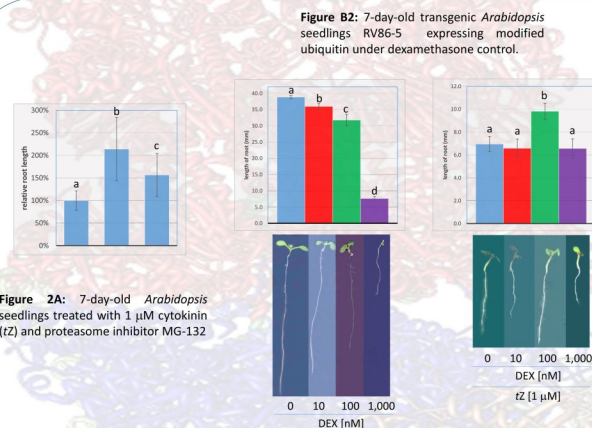 Figure B2: 7-day-old transgenic Arabidopsis
seedlings RV86-5 expressing modified
ubiquitin under dexamethasone control.
300%
250%
200%
150%
100%
50%
0%
relative root length
a
b
c
40.0
35.0
30.0
25.0
20.0
15.0
10.0
5.0
0.0
length of root (mm)
a
b
c
d
12.0
10.0
8.0
6.0
4.0
2.0
0.0
length of root (mm)
a
a
b
a
Figure 2A: 7-day-old Arabidopsis
seedlings treated with 1 μM cytokinin
(tZ) and proteasome inhibitor MG-132
0 10 100 1,000
DEX [nM]
0 10 100 1,000
DEX [nM]
tZ [1 μM]